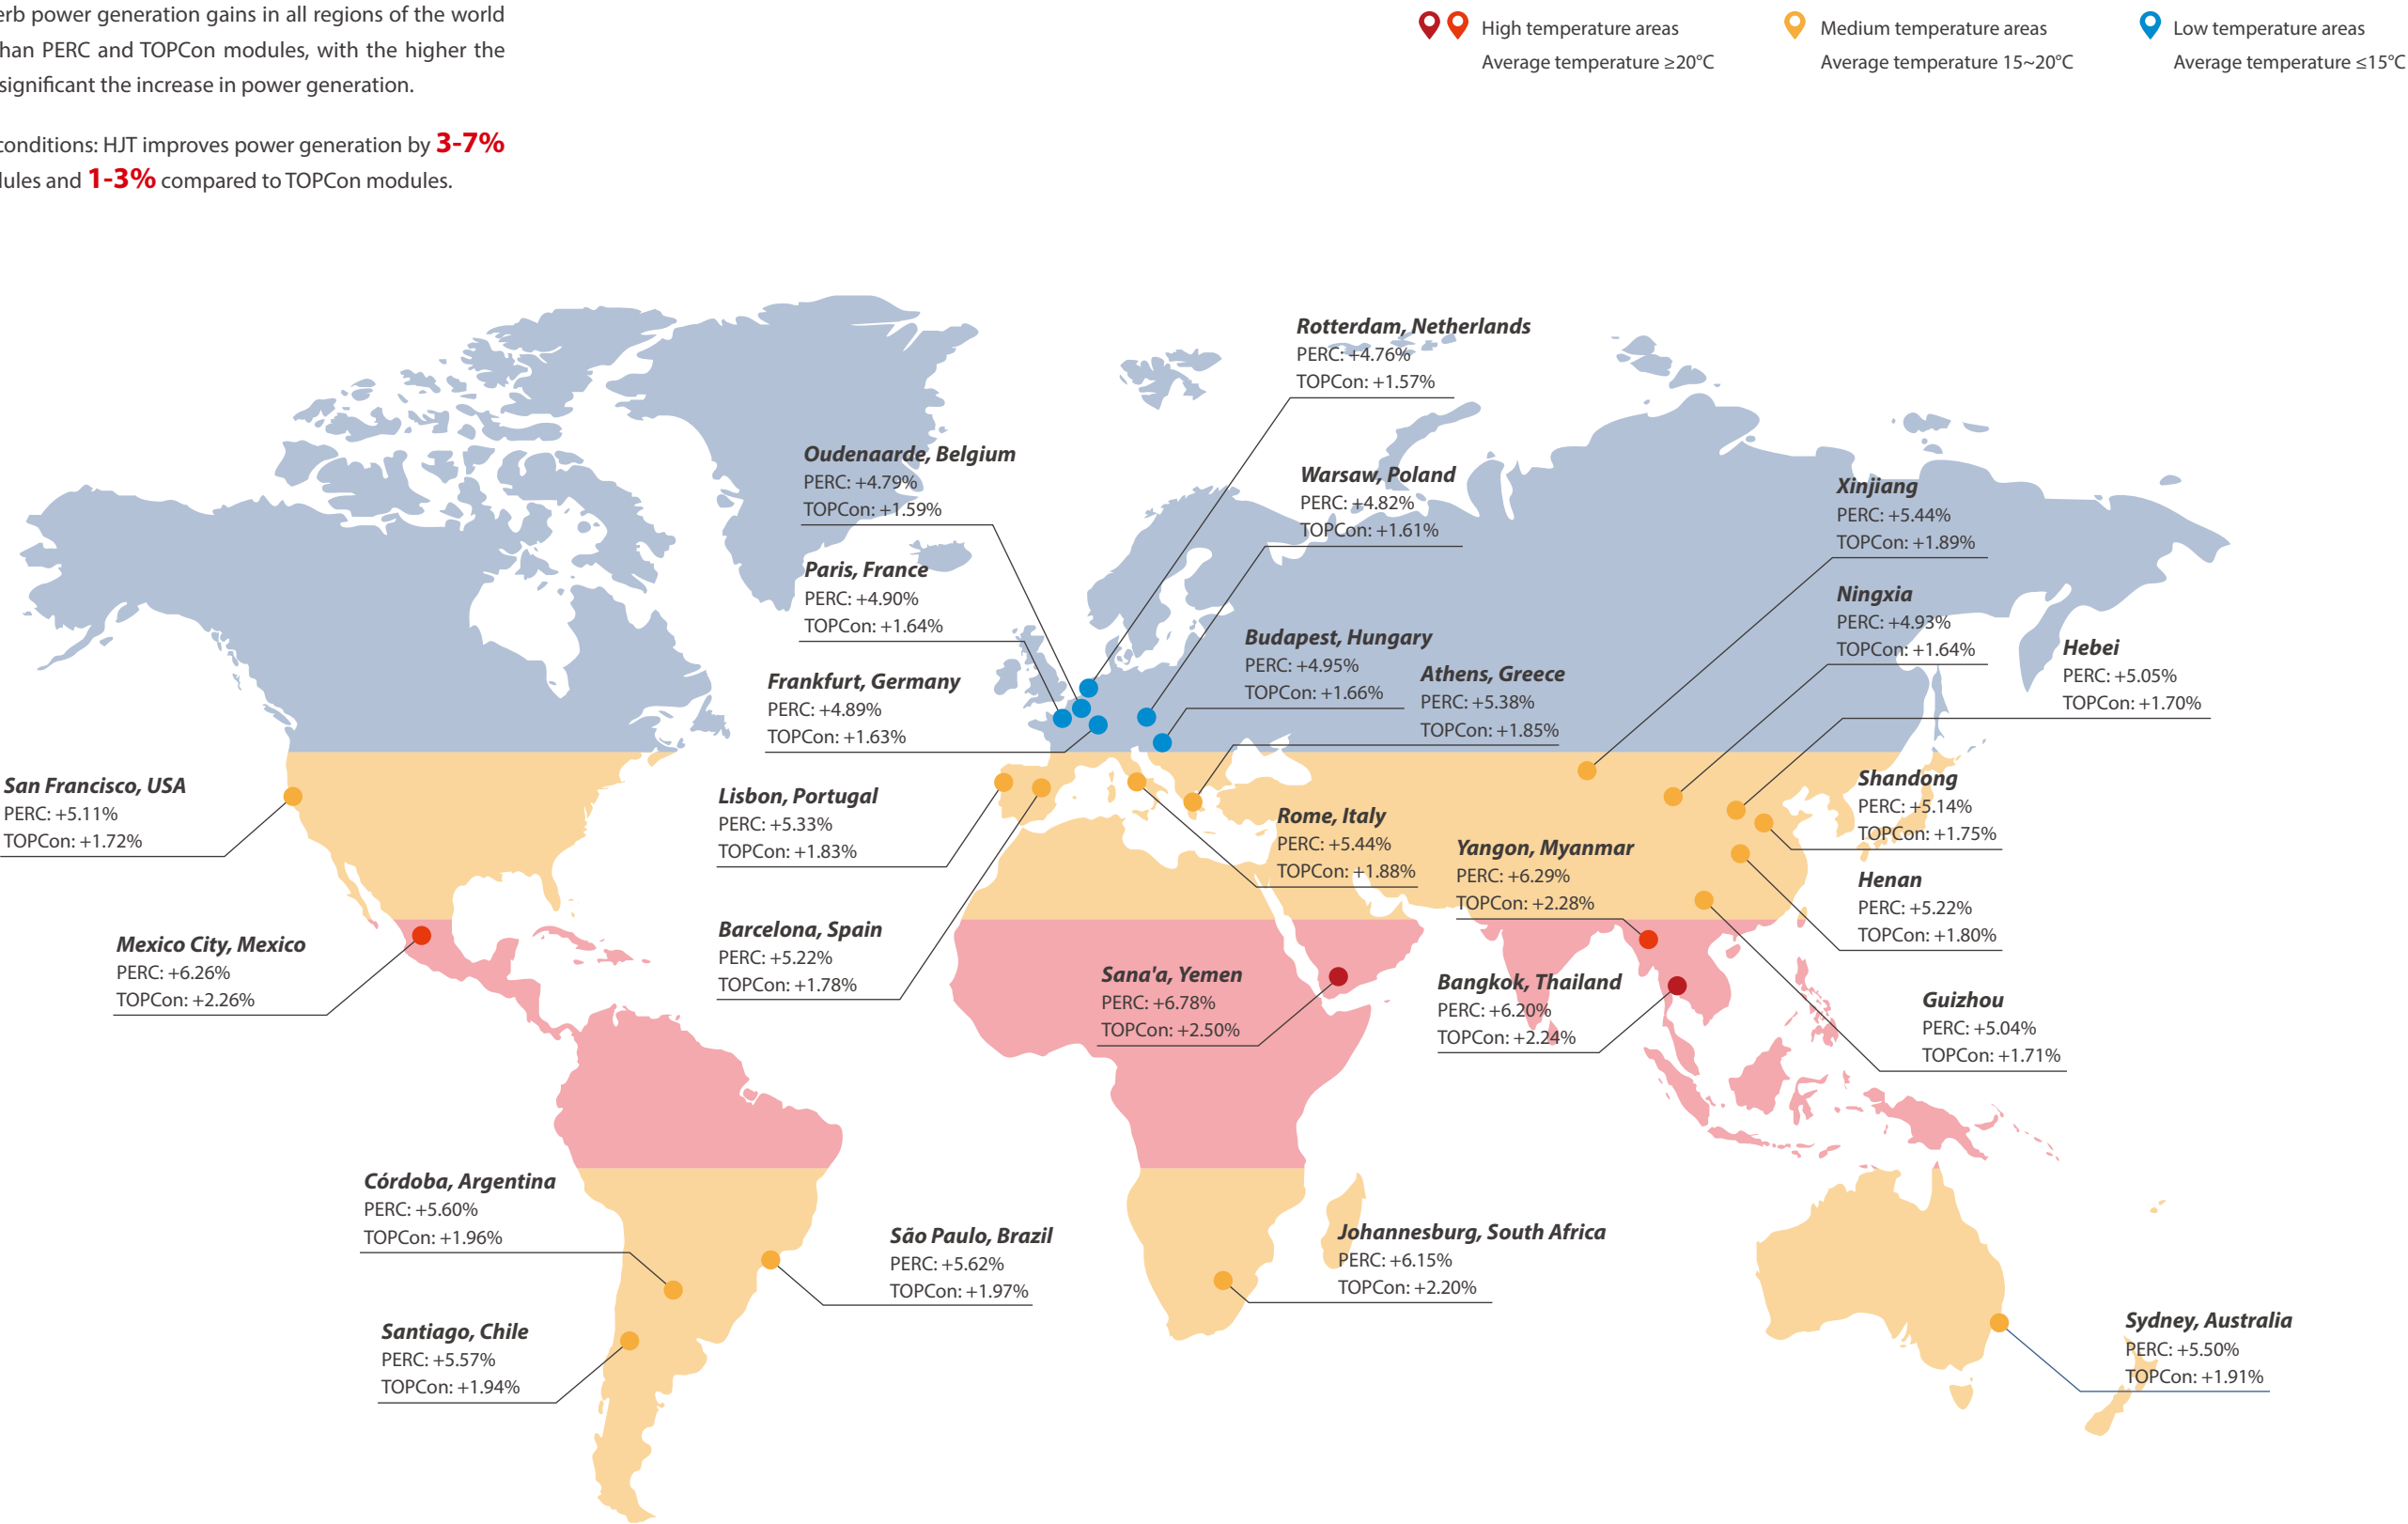 erb power generation gains in all regions of the world
han PERC and TOPCon modules, with the higher the
significant the increase in power generation.
conditions: HJT improves power generation by 3-7%
lules and 1-3% compared to TOPCon modules.
High temperature areas
Average temperature ≥20°C
Medium temperature areas
Average temperature 15~20°C
Low temperature areas
Average temperature ≤15°C
Rotterdam, Netherlands
PERC: +4.76%
TOPCon: +1.57%
Oudenaarde, Belgium
PERC: +4.79%
TOPCon: +1.59%
Warsaw, Poland
PERC: +4.82%
TOPCon: +1.61%
Xinjiang
PERC: +5.44%
TOPCon: +1.89%
Paris, France
PERC: +4.90%
TOPCon: +1.64%
Ningxia
PERC: +4.93%
TOPCon: +1.64%
Budapest, Hungary
PERC: +4.95%
TOPCon: +1.66%
Hebei
PERC: +5.05%
TOPCon: +1.70%
Athens, Greece
PERC: +5.38%
TOPCon: +1.85%
Frankfurt, Germany
PERC: +4.89%
TOPCon: +1.63%
San Francisco, USA
PERC: +5.11%
TOPCon: +1.72%
Lisbon, Portugal
PERC: +5.33%
TOPCon: +1.83%
Rome, Italy
PERC: +5.44%
TOPCon: +1.88%
Shandong
PERC: +5.14%
TOPCon: +1.75%
Yangon, Myanmar
PERC: +6.29%
TOPCon: +2.28%
Henan
PERC: +5.22%
TOPCon: +1.80%
Mexico City, Mexico
PERC: +6.26%
TOPCon: +2.26%
Barcelona, Spain
PERC: +5.22%
TOPCon: +1.78%
Sana'a, Yemen
PERC: +6.78%
TOPCon: +2.50%
Bangkok, Thailand
PERC: +6.20%
TOPCon: +2.24%
Guizhou
PERC: +5.04%
TOPCon: +1.71%
Córdoba, Argentina
PERC: +5.60%
TOPCon: +1.96%
São Paulo, Brazil
PERC: +5.62%
TOPCon: +1.97%
Johannesburg, South Africa
PERC: +6.15%
TOPCon: +2.20%
Santiago, Chile
PERC: +5.57%
TOPCon: +1.94%
Sydney, Australia
PERC: +5.50%
TOPCon: +1.91%